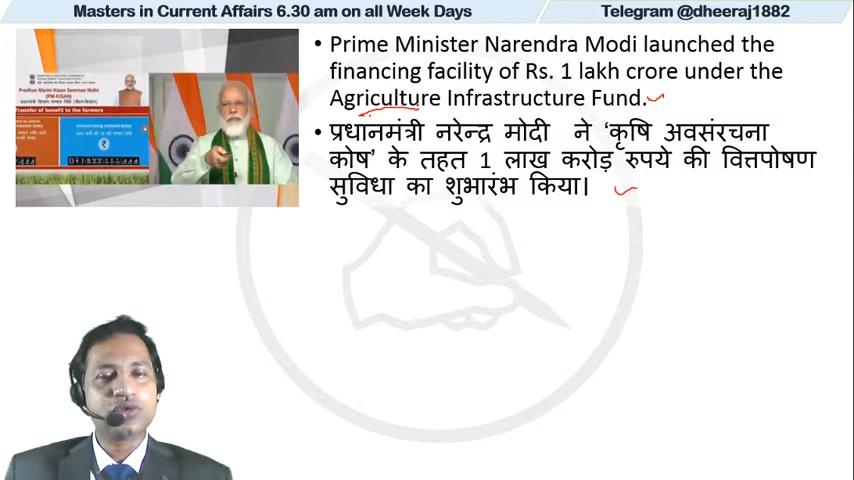 Masters in Current Affairs 6.30 am on all Week Days
Telegram @dheeraj1882
Pradhan Mantri Kisan Samman Nidhi
(PM-KISAN)
Transfer of benefit to the farmers
• Prime Minister Narendra Modi launched the
financing facility of Rs. 1 lakh crore under the
Agriculture Infrastructure Fund.
• प्रधानमंत्री नरेन्द्र मोदी ने ‘कृषि अवसंरचना
कोष’ के तहत 1 लाख करोड़ रुपये की वित्तपोषण
सुविधा का शुभारंभ किया।